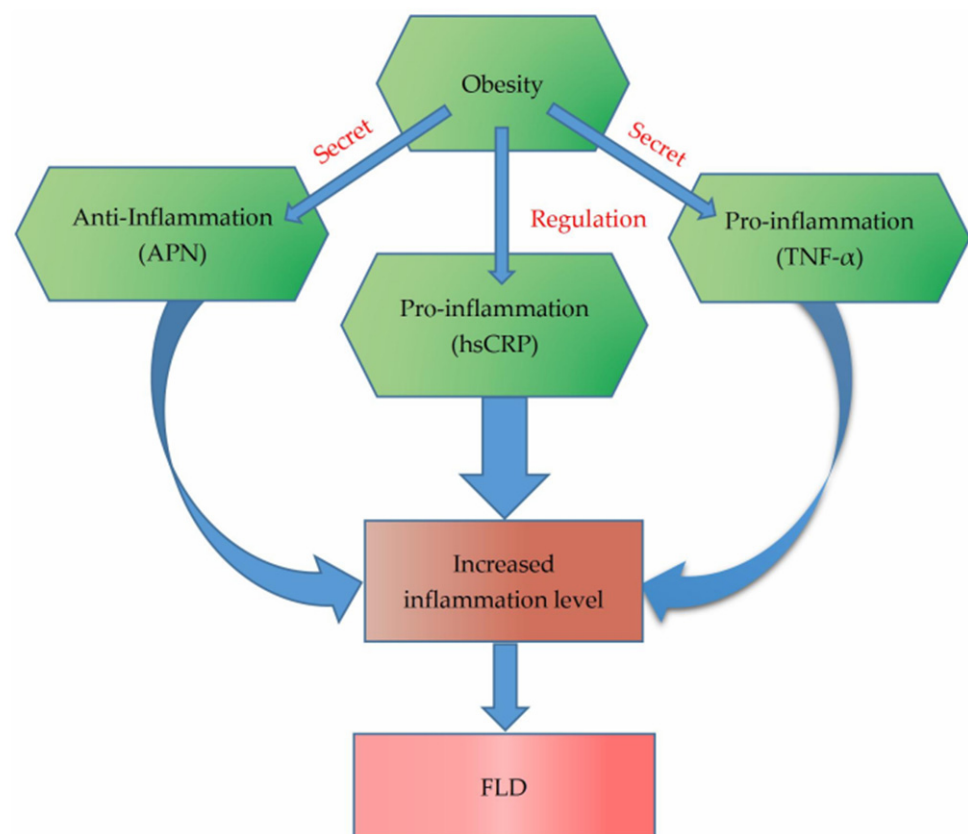 Obesity
Secret
Secret
Anti-Inflammation
(APN)
Regulation
Pro-inflammation
(TNF-α)
Pro-inflammation
(hsCRP)
Increased
inflammation level
FLD